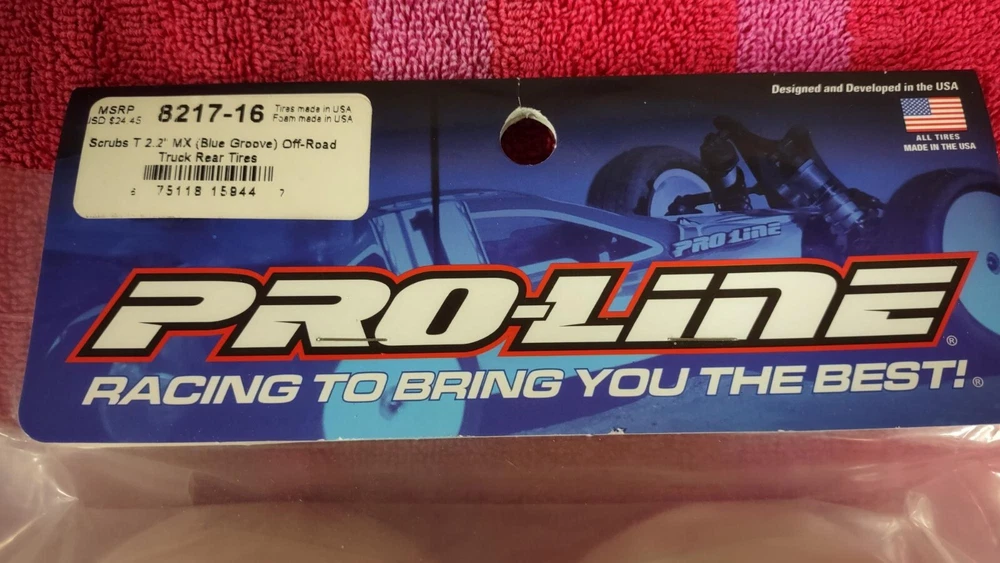 MSRP 8217-16 Tires made in USA
USD $24.45 Foam made in USA
Scrubs T 2.2" MX (Blue Groove) Off-Road
Truck Rear Tires
6 75118 15944 7
Designed and Developed in the USA
ALL TIRES
MADE IN THE USA
PRO-LINE
PRO-LINE®
RACING TO BRING YOU THE BEST!®